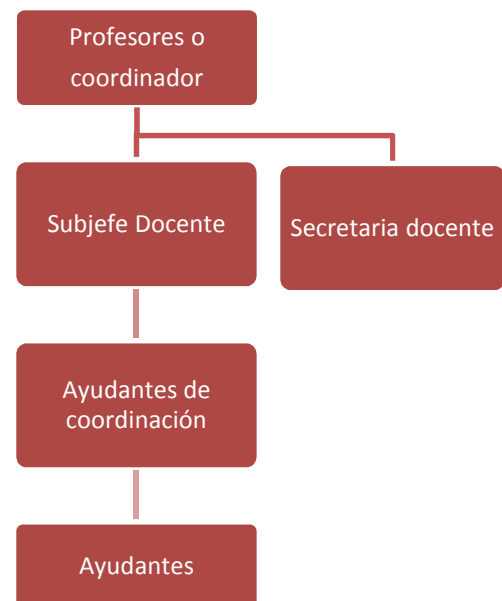 Profesores o
coordinador
Subjefe Docente
Secretaria docente
Ayudantes de
coordinación
Ayudantes